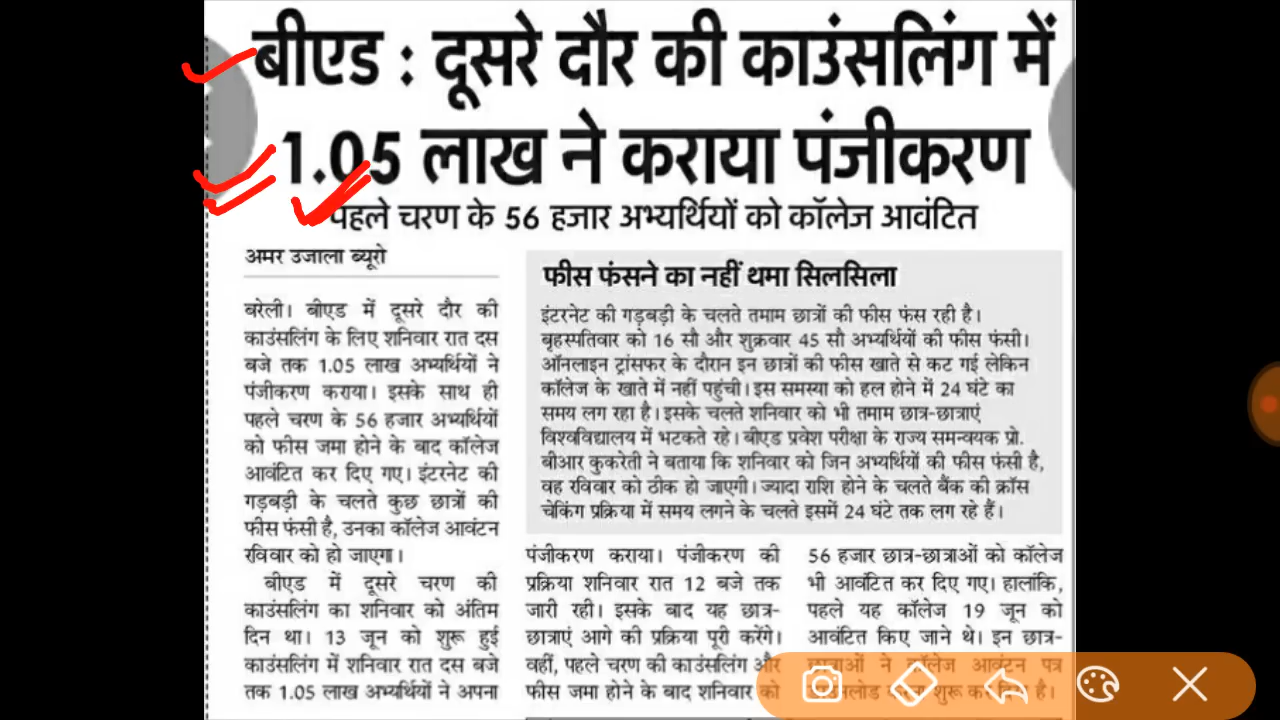 बीएड : दूसरे दौर की काउंसलिंग में
1.05 लाख ने कराया पंजीकरण
पहले चरण के 56 हजार अभ्यर्थियों को कॉलेज आवंटित
अमर उजाला ब्यूरो
बरेली। बीएड में दूसरे दौर की
काउंसलिंग के लिए शनिवार रात दस
बजे तक 1.05 लाख अभ्यर्थियों ने
पंजीकरण कराया। इसके साथ ही
पहले चरण के 56 हजार अभ्यर्थियों
को फीस जमा होने के बाद कॉलेज
आवंटित कर दिए गए। इंटरनेट की
गड़बड़ी के चलते कुछ छात्रों की
फीस फंसी है, उनका कॉलेज आवंटन
रविवार को हो जाएगा।
बीएड में दूसरे चरण की
काउंसलिंग का शनिवार को अंतिम
दिन था। 13 जून को शुरू हुई
काउंसलिंग में शनिवार रात दस बजे
तक 1.05 लाख अभ्यर्थियों ने अपना
फीस फंसने का नहीं थमा सिलसिला
इंटरनेट की गड़बड़ी के चलते तमाम छात्रों की फीस फंस रही है।
बृहस्पतिवार को 16 सौ और शुक्रवार 45 सौ अभ्यर्थियों की फीस फंसी।
ऑनलाइन ट्रांसफर के दौरान इन छात्रों की फीस खाते से कट गई लेकिन
कॉलेज के खाते में नहीं पहुंची। इस समस्या को हल होने में 24 घंटे का
समय लग रहा है। इसके चलते शनिवार को भी तमाम छात्र-छात्राएं
विश्वविद्यालय में भटकते रहे। बीएड प्रवेश परीक्षा के राज्य समन्वयक प्रो.
बीआर कुकरेती ने बताया कि शनिवार को जिन अभ्यर्थियों की फीस फंसी है,
वह रविवार को ठीक हो जाएगी। ज्यादा राशि होने के चलते बैंक की क्रॉस
चेकिंग प्रक्रिया में समय लगने के चलते इसमें 24 घंटे तक लग रहे हैं।
पंजीकरण कराया। पंजीकरण की
प्रक्रिया शनिवार रात 12 बजे तक
जारी रही। इसके बाद यह छात्र-
छात्राएं आगे की प्रक्रिया पूरी करेंगे।
वहीं, पहले चरण की काउंसलिंग और
फीस जमा होने के बाद शनिवार को
56 हजार छात्र-छात्राओं को कॉलेज
भी आवंटित कर दिए गए। हालांकि,
पहले यह कॉलेज 19 जून को
आवंटित किए जाने थे। इन छात्र-
छात्राओं ने कॉलेज आवंटन पत्र
डाउनलोड करना शुरू कर दिया है।